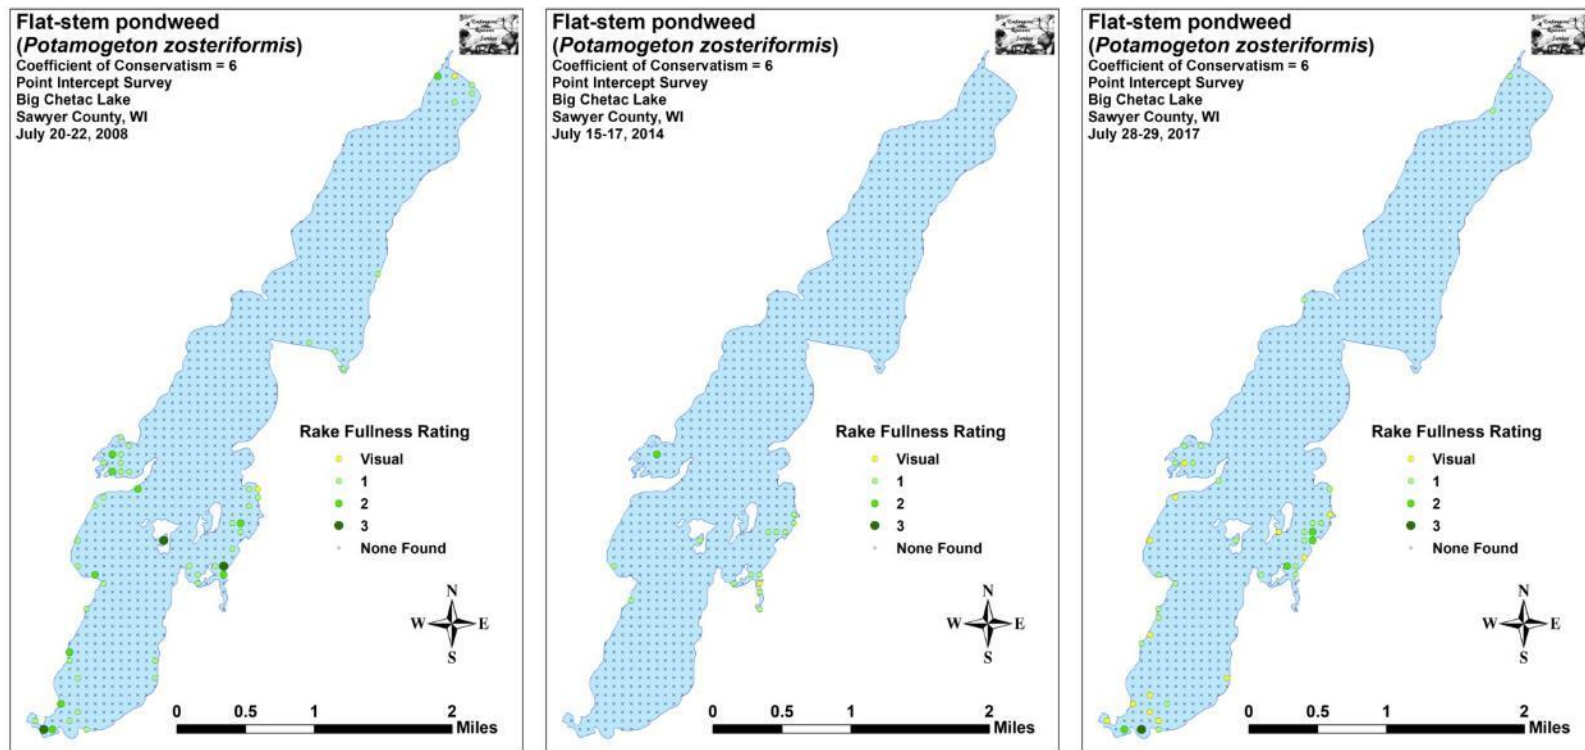 Flat-stem pondweed
(Potamogeton zosteriformis)
Coefficient of Conservatism = 6
Point Intercept Survey
Big Chetac Lake
Sawyer County, WI
July 20-22, 2008
Rake Fullness Rating
Visual
1
2
3
None Found
N
W E
S
0 0.5 1 2
Miles
Flat-stem pondweed
(Potamogeton zosteriformis)
Coefficient of Conservatism = 6
Point Intercept Survey
Big Chetac Lake
Sawyer County, WI
July 15-17, 2014
Rake Fullness Rating
Visual
1
2
3
None Found
N
W E
S
0 0.5 1 2
Miles
Flat-stem pondweed
(Potamogeton zosteriformis)
Coefficient of Conservatism = 6
Point Intercept Survey
Big Chetac Lake
Sawyer County, WI
July 28-29, 2017
Rake Fullness Rating
Visual
1
2
3
None Found
N
W E
S
0 0.5 1 2
Miles